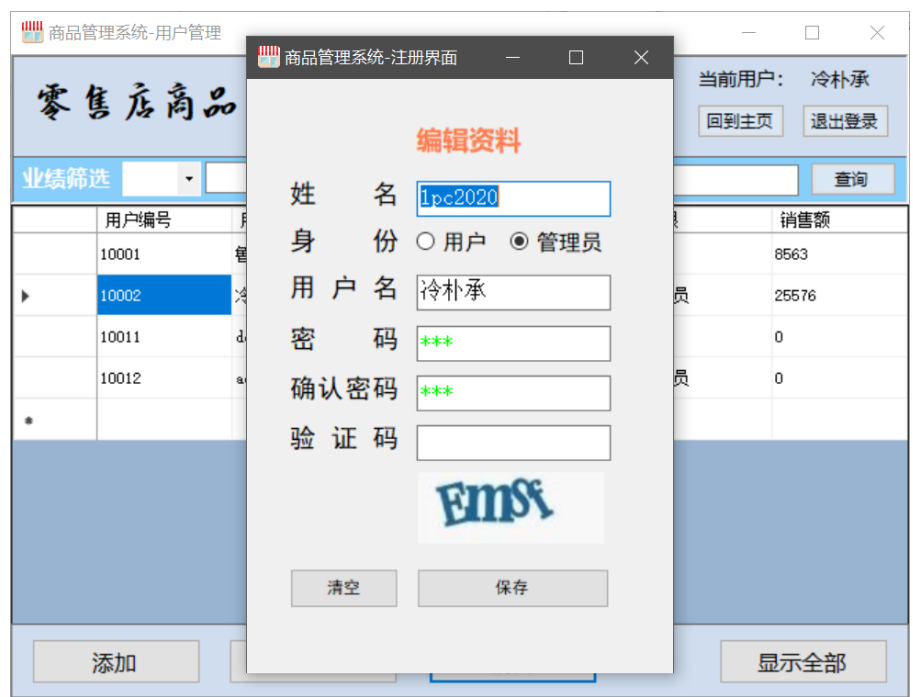 商品管理系统-用户管理
商品管理系统-注册界面
零售店商品
当前用户： 冷朴承
回到主页 退出登录
编辑资料
业绩筛选
查询
姓 名 lpc2020
用户编号 销售额
身 份 用户 管理员
10001 8563
用 户 名 冷朴承
10002 员 25576
密 码 ***
10011 0
确认密码 ***
10012 员 0
验 证 码
Emsf
清空 保存
添加 显示全部